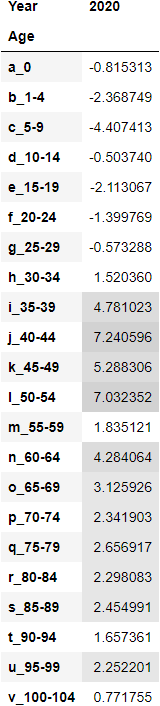 Year 2020
Age
a_0 -0.815313
b_1-4 -2.368749
c_5-9 -4.407413
d_10-14 -0.503740
e_15-19 -2.113067
f_20-24 -1.399769
g_25-29 -0.573288
h_30-34 1.520360
i_35-39 4.781023
j_40-44 7.240596
k_45-49 5.288306
l_50-54 7.032352
m_55-59 1.835121
n_60-64 4.284064
o_65-69 3.125926
p_70-74 2.341903
q_75-79 2.656917
r_80-84 2.298083
s_85-89 2.454991
t_90-94 1.657361
u_95-99 2.252201
v_100-104 0.771755